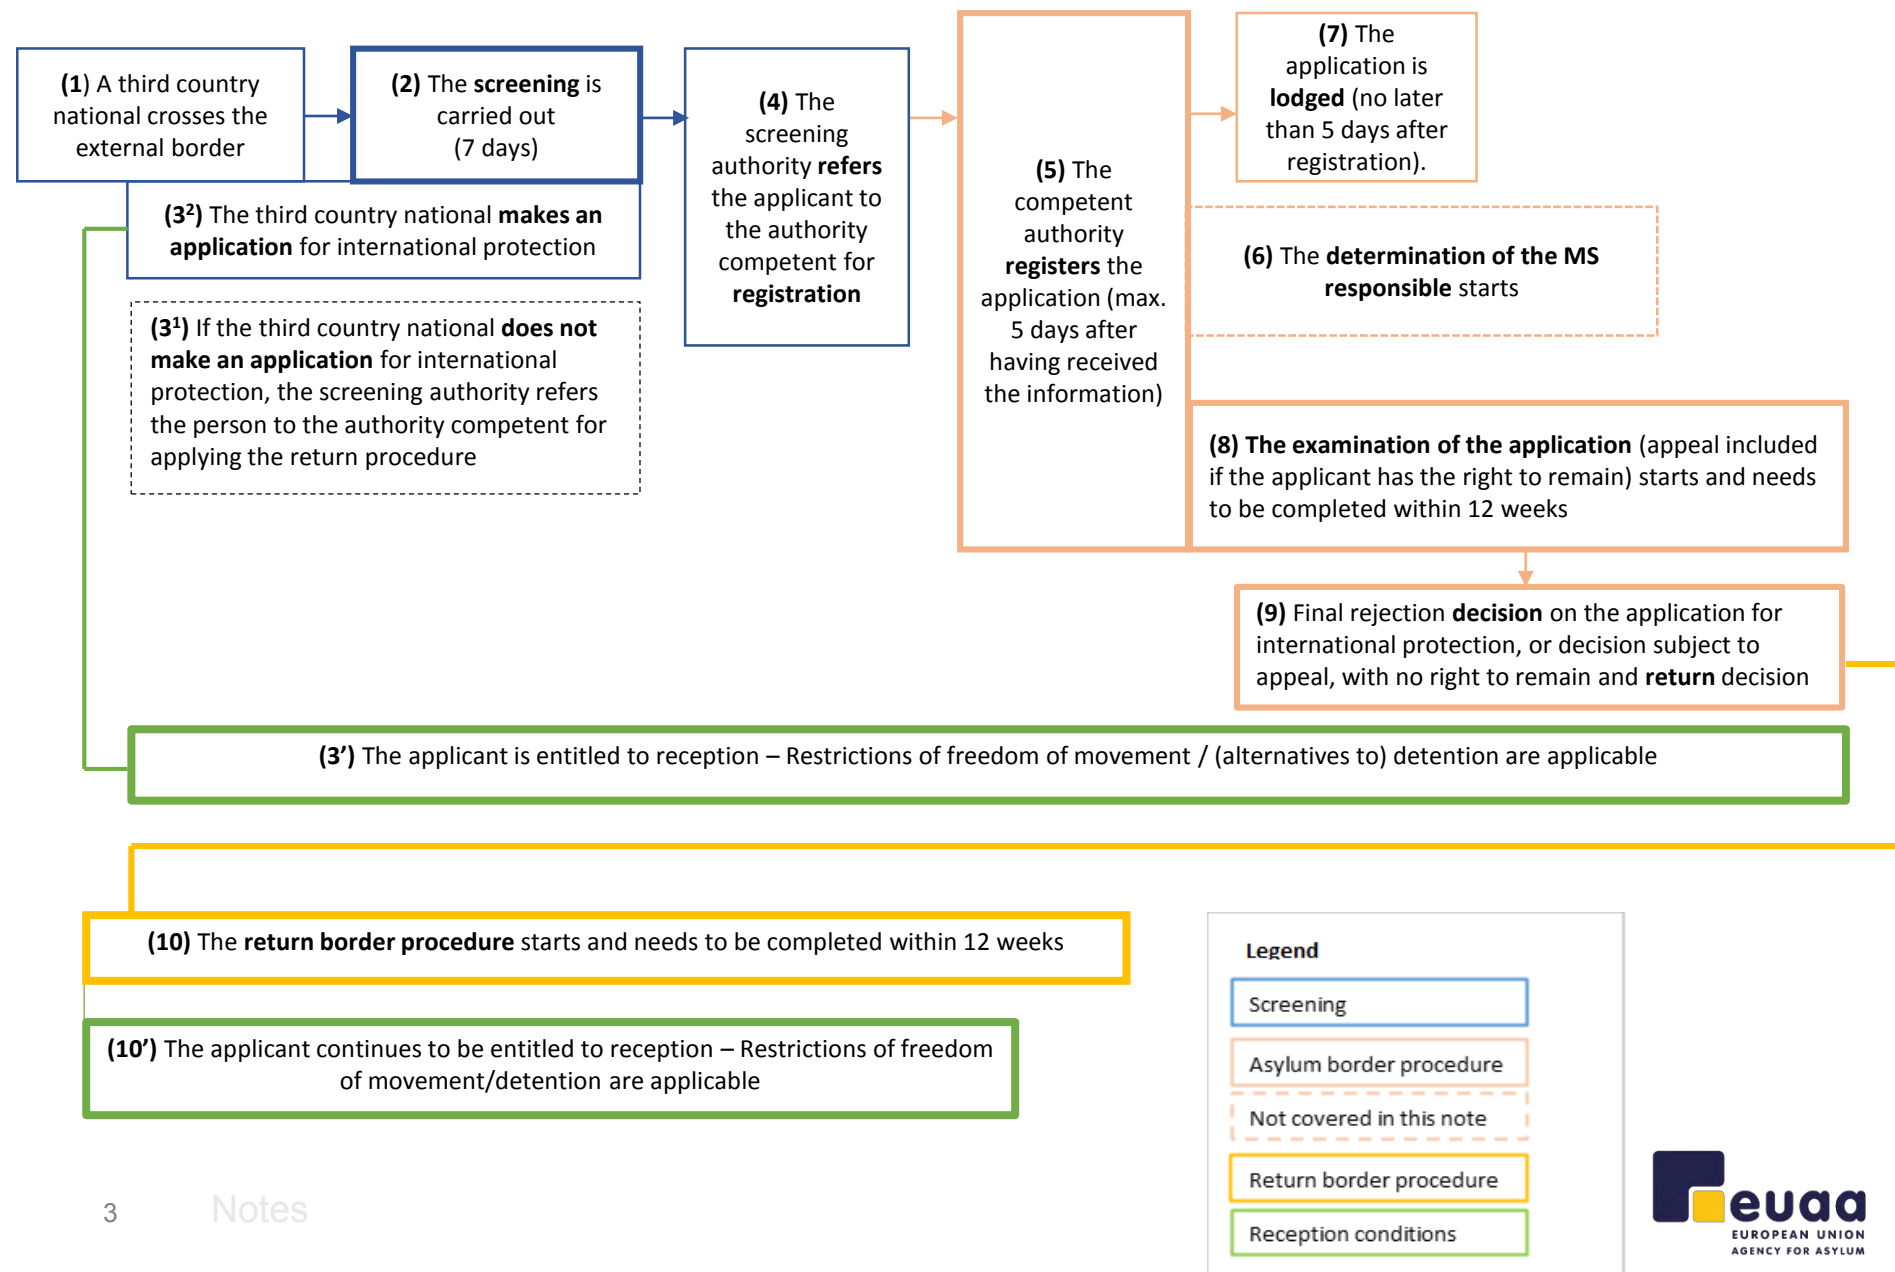 (1) A third country
national crosses the
external border
(2) The screening is
carried out
(7 days)
(3²) The third country national makes an
application for international protection
(3¹) If the third country national does not
make an application for international
protection, the screening authority refers
the person to the authority competent for
applying the return procedure
(4) The
screening
authority refers
the applicant to
the authority
competent for
registration
(5) The
competent
authority
registers the
application (max.
5 days after
having received
the information)
(7) The
application is
lodged (no later
than 5 days after
registration).
(6) The determination of the MS
responsible starts
(8) The examination of the application (appeal included
if the applicant has the right to remain) starts and needs
to be completed within 12 weeks
(9) Final rejection decision on the application for
international protection, or decision subject to
appeal, with no right to remain and return decision
(3’) The applicant is entitled to reception – Restrictions of freedom of movement / (alternatives to) detention are applicable
(10) The return border procedure starts and needs to be completed within 12 weeks
(10’) The applicant continues to be entitled to reception – Restrictions of freedom
of movement/detention are applicable
Legend
Screening
Asylum border procedure
Not covered in this note
Return border procedure
Reception conditions
3
Notes
euaa
EUROPEAN UNION
AGENCY FOR ASYLUM